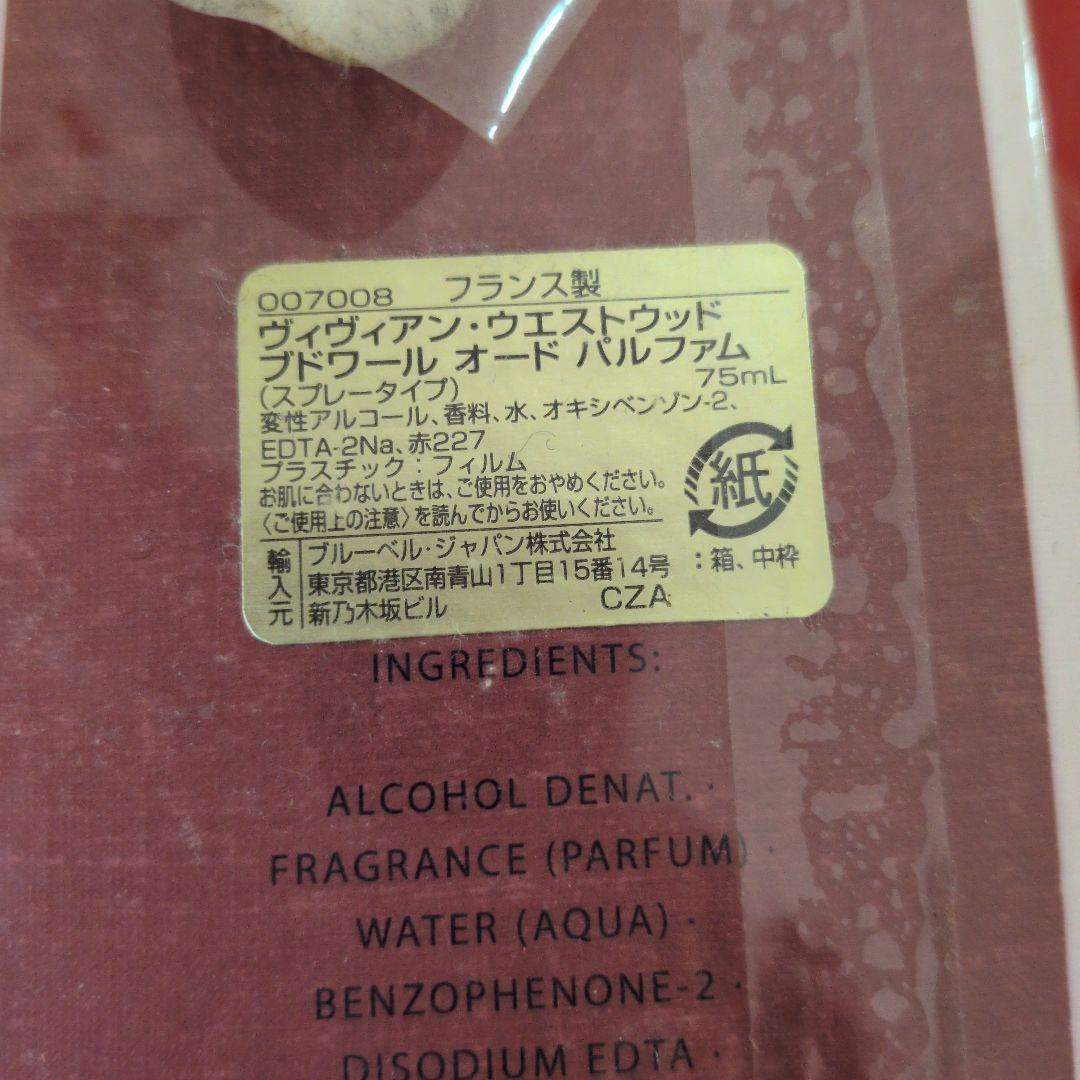 007008 フランス製
ヴィヴィアン・ウエストウッド
ブドワール オード パルファム
(スプレータイプ) 75mL
変性アルコール、香料、水、オキシベンゾン-2、
EDTA-2Na、赤227
プラスチック：フィルム
お肌に合わないときは、ご使用をおやめください。
〈ご使用上の注意〉を読んでからお使いください。
紙
：箱、中枠
輸入元
ブルーベル・ジャパン株式会社
東京都港区南青山1丁目15番14号
新乃木坂ビル CZA
INGREDIENTS:
ALCOHOL DENAT. ·
FRAGRANCE (PARFUM) ·
WATER (AQUA) ·
BENZOPHENONE-2 ·
DISODIUM EDTA ·